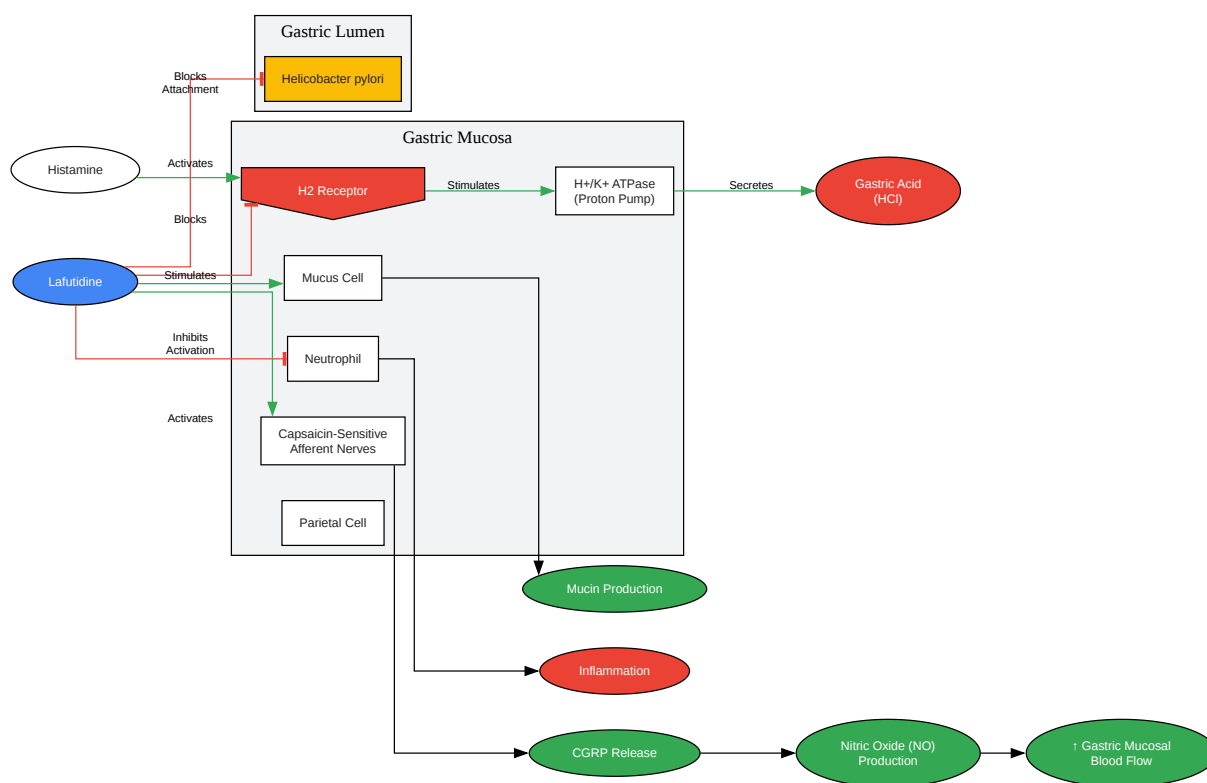 Gastric Lumen
Helicobacter pylori
Blocks
Attachment
Gastric Mucosa
Histamine
Activates
H2 Receptor
Stimulates
H+/K+ ATPase
(Proton Pump)
Secretes
Gastric Acid
(HCl)
Blocks
Lafutidine
Stimulates
Mucus Cell
Inhibits
Activation
Neutrophil
Activates
Capsaicin-Sensitive
Afferent Nerves
Parietal Cell
Mucin Production
Inflammation
CGRP Release
Nitric Oxide (NO)
Production
↑ Gastric Mucosal
Blood Flow